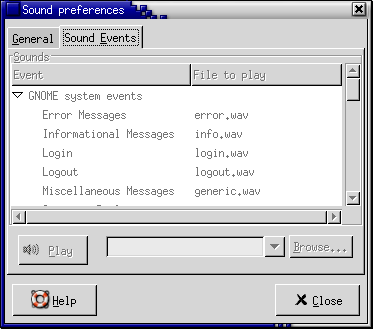 Sound preferences
General Sound Events
Sounds
Event File to play
GNOME system events
Error Messages error.wav
Informational Messages info.wav
Login login.wav
Logout logout.wav
Miscellaneous Messages generic.wav
Play Browse...
Help Close